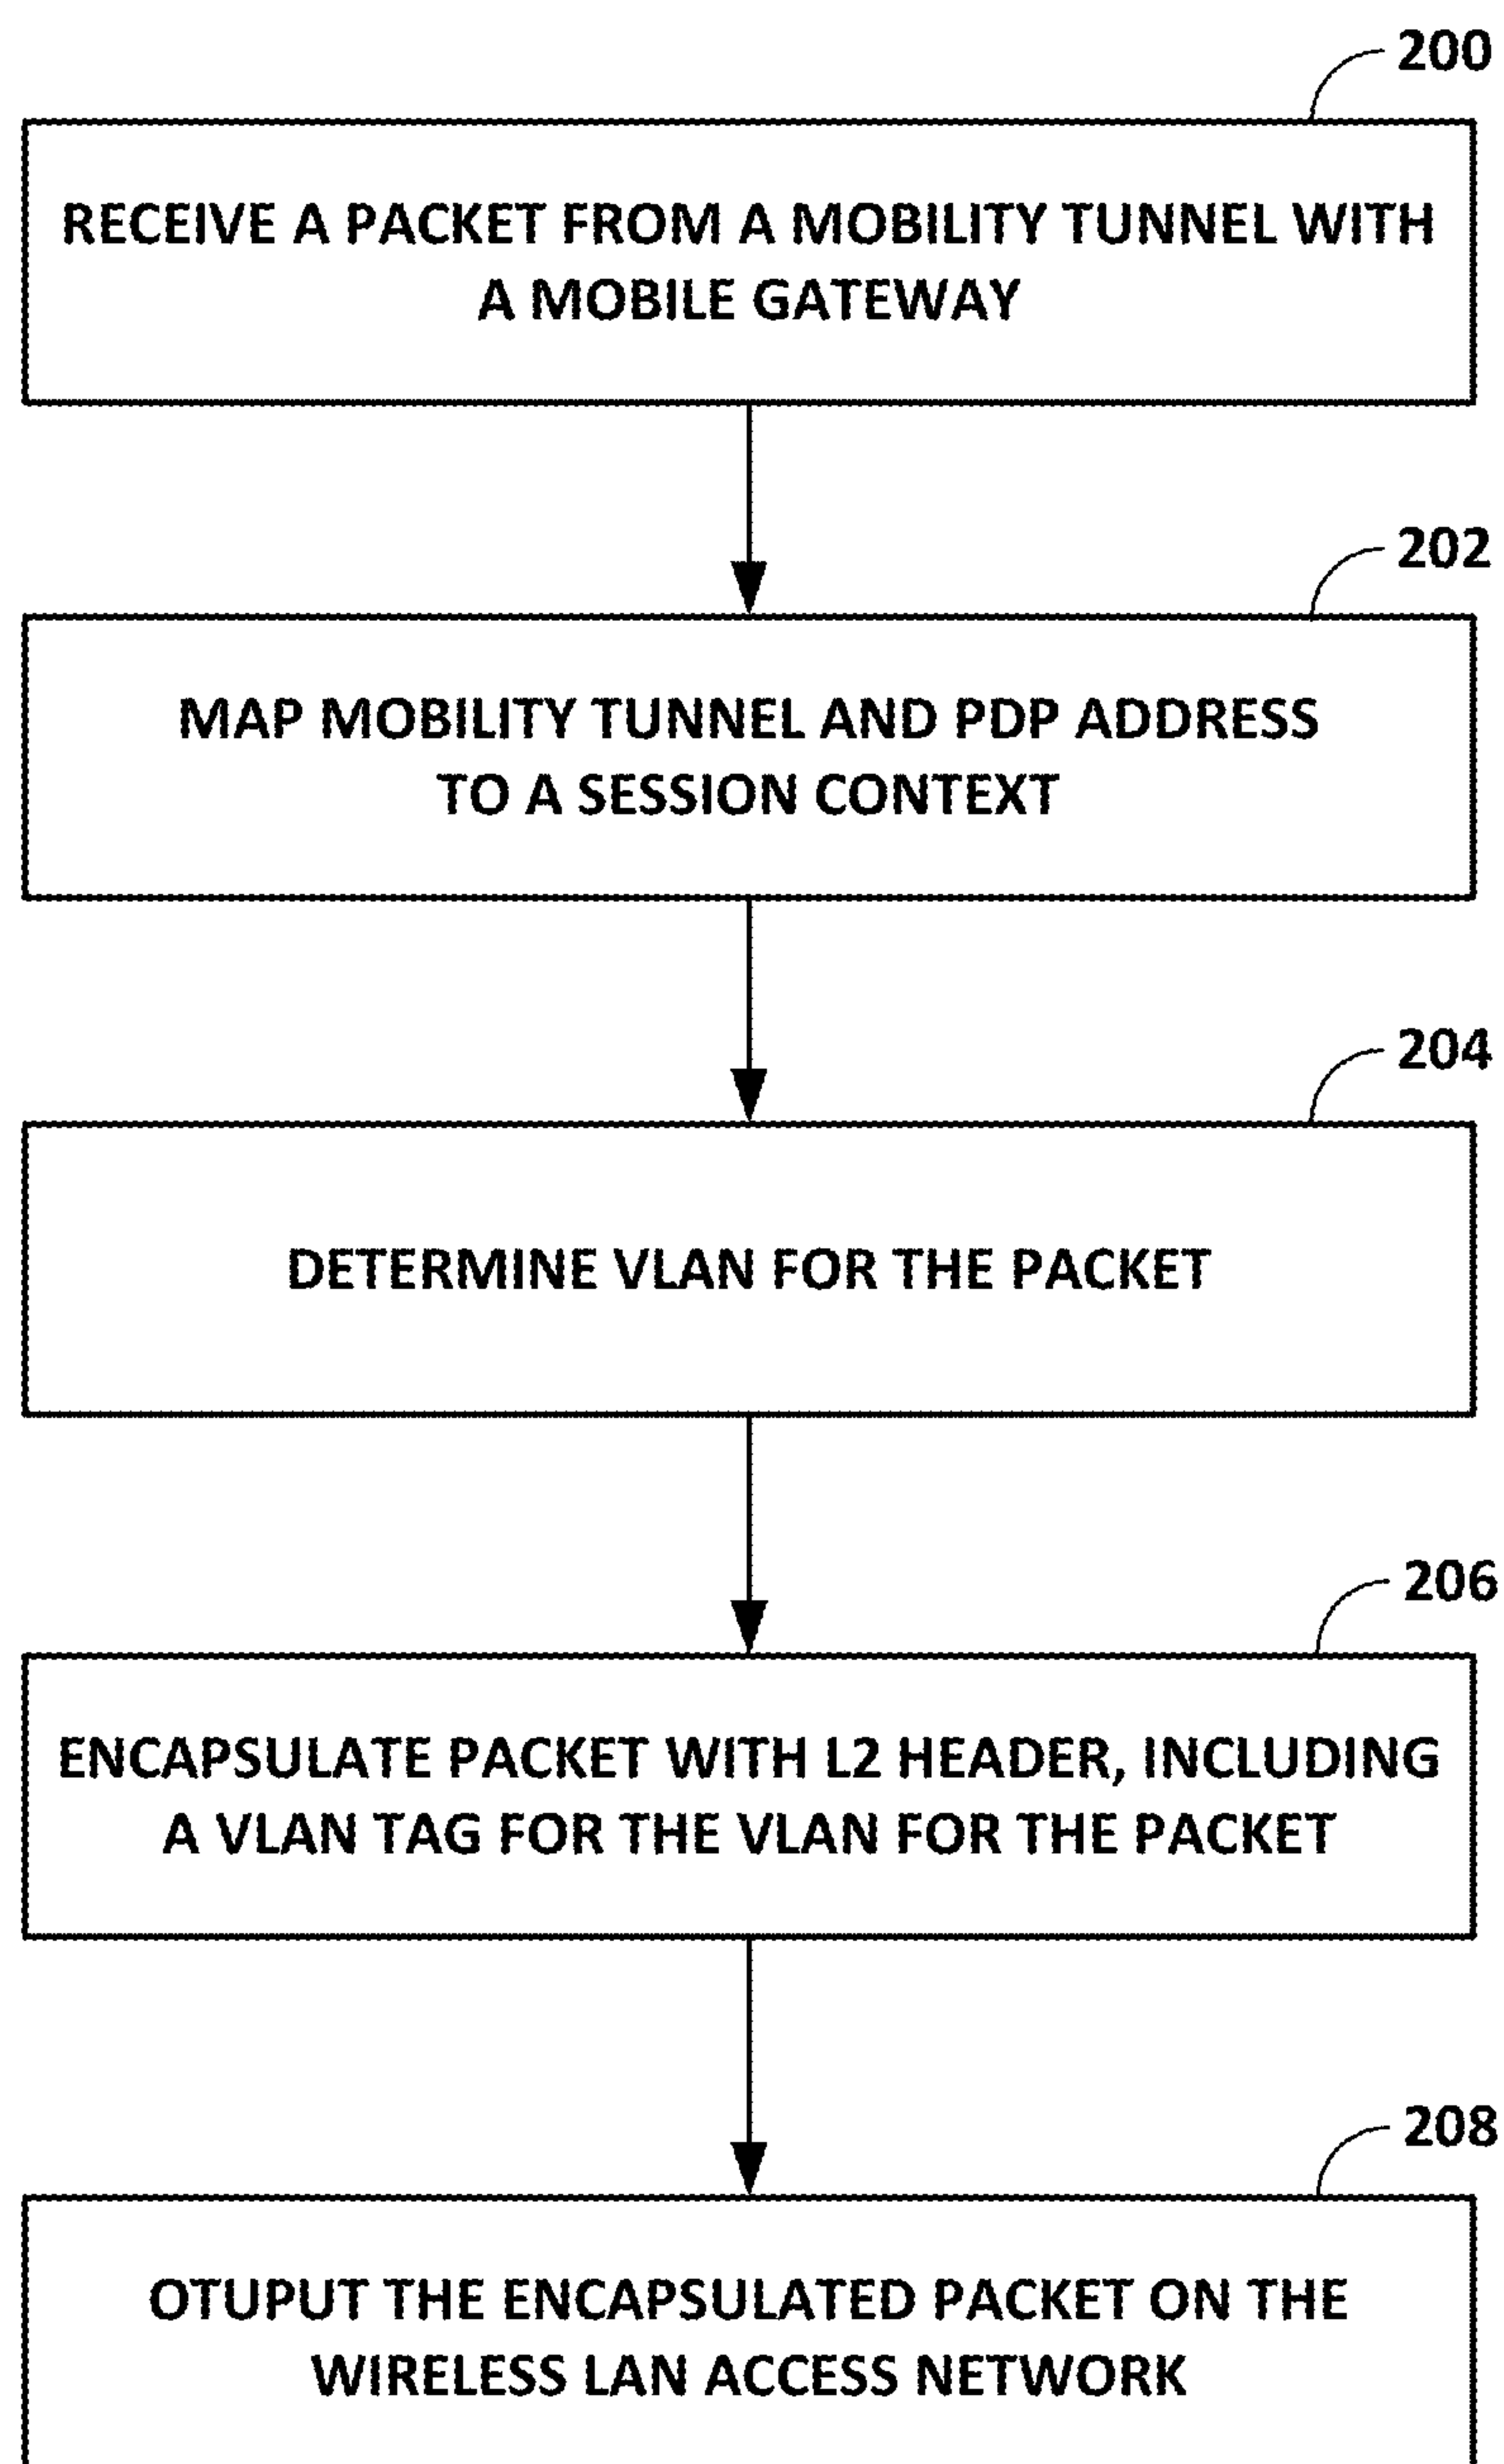 200
RECEIVE A PACKET FROM A MOBILITY TUNNEL WITH
A MOBILE GATEWAY
202
MAP MOBILITY TUNNEL AND PDP ADDRESS
TO A SESSION CONTEXT
204
DETERMINE VLAN FOR THE PACKET
206
ENCAPSULATE PACKET WITH L2 HEADER, INCLUDING
A VLAN TAG FOR THE VLAN FOR THE PACKET
208
OTUPUT THE ENCAPSULATED PACKET ON THE
WIRELESS LAN ACCESS NETWORK